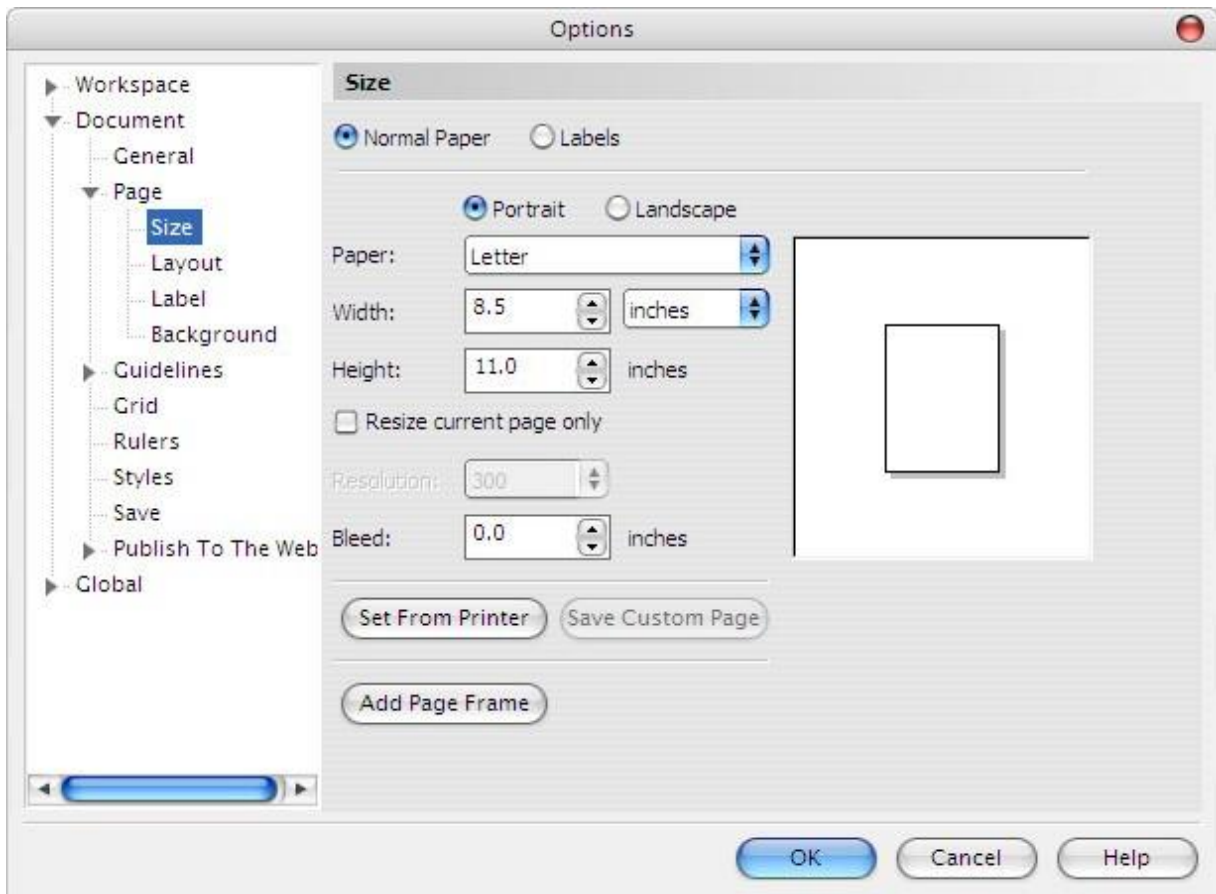 Options
Workspace
Document
General
Page
Size
Layout
Label
Background
Guidelines
Grid
Rulers
Styles
Save
Publish To The Web
Global
Size
Normal Paper Labels
Portrait Landscape
Paper: Letter
Width: 8.5 inches
Height: 11.0 inches
Resize current page only
Resolution: 300
Bleed: 0.0 inches
Set From Printer Save Custom Page
Add Page Frame
OK Cancel Help